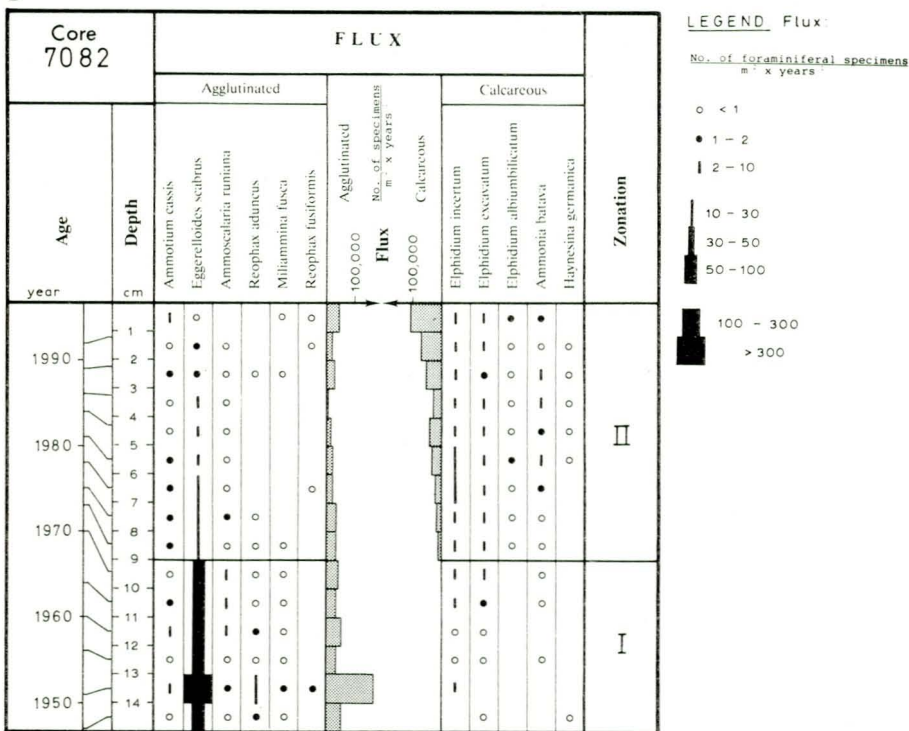 Core
7082
FLUX
Agglutinated
Calcareous
Age
year
Depth
cm
Ammotium cassis
Eggerelloides scabrus
Ammoscalaria runiana
Reophax aduncus
Miliammina fusca
Reophax fusiformis
Agglutinated
No. of specimens
m x years
Flux
Calcareous
100,000
100,000
Elphidium incertum
Elphidium excavatum
Elphidium albiumbilicatum
Ammonia batava
Haynesina germanica
Zonation
1990
1980
1970
1960
1950
1
2
3
4
5
6
7
8
9
10
11
12
13
14
II
I
LEGEND Flux:
No. of foraminiferal specimens
m x years
< 1
1 - 2
2 - 10
10 - 30
30 - 50
50 - 100
100 - 300
> 300